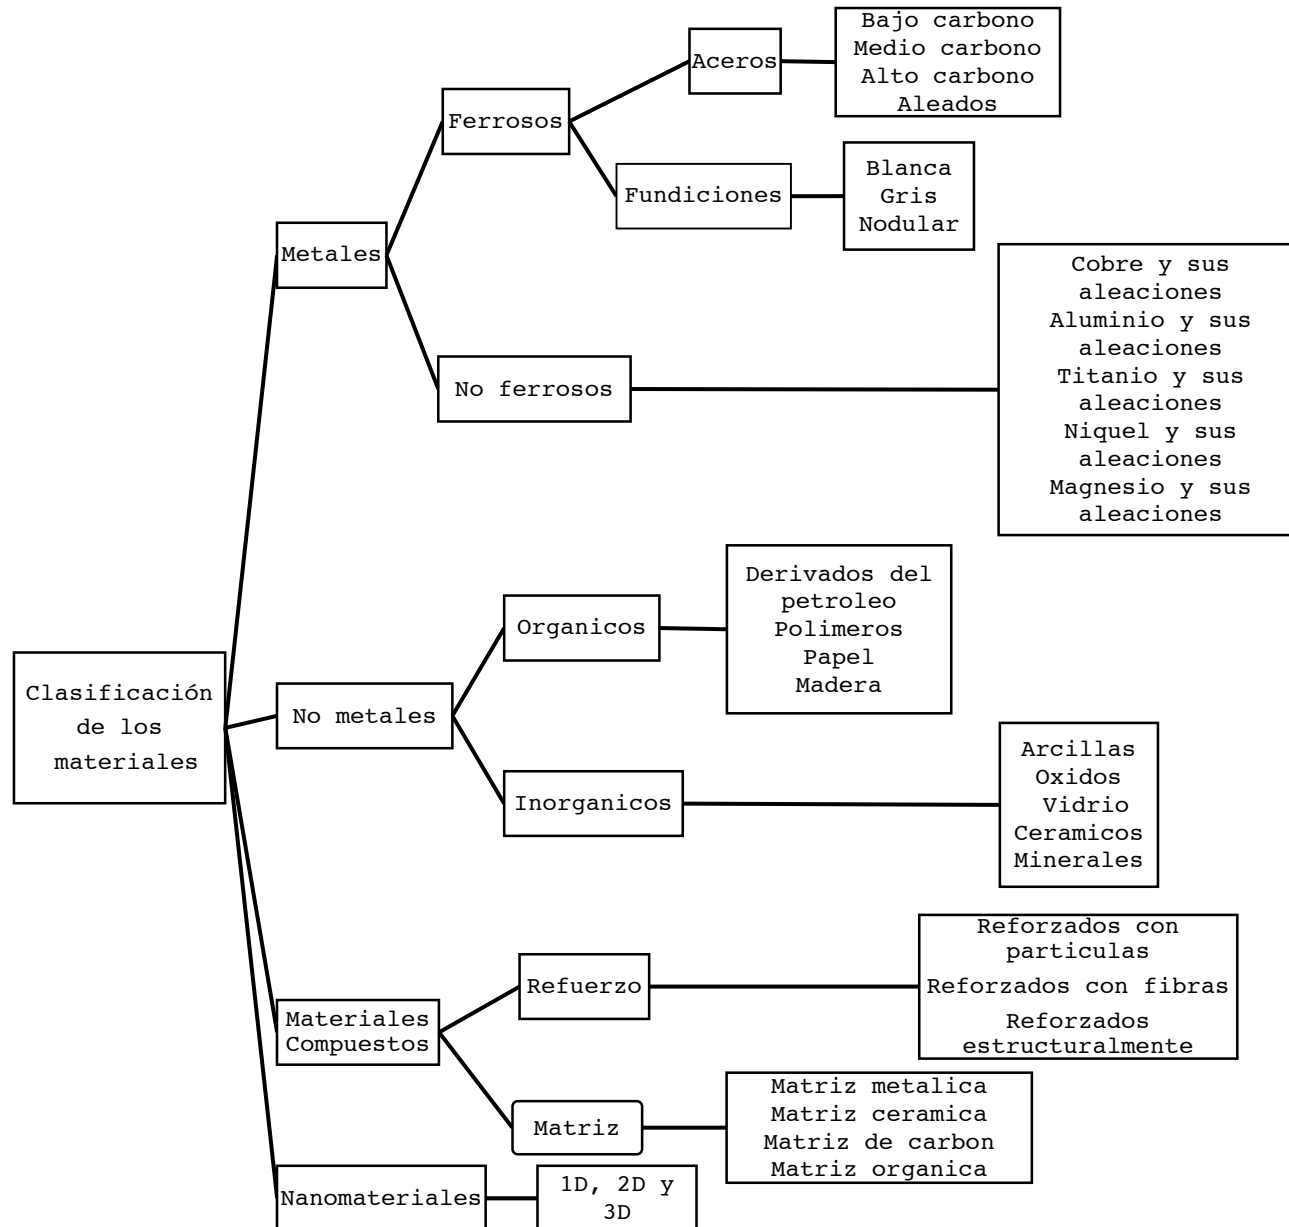 Clasificación
de los
materiales
Metales
Ferrosos
Aceros
Bajo carbono
Medio carbono
Alto carbono
Aleados
Fundiciones
Blanca
Gris
Nodular
No ferrosos
Cobre y sus
aleaciones
Aluminio y sus
aleaciones
Titanio y sus
aleaciones
Niquel y sus
aleaciones
Magnesio y sus
aleaciones
No metales
Organicos
Derivados del
petroleo
Polimeros
Papel
Madera
Inorganicos
Arcillas
Oxidos
Vidrio
Ceramicos
Minerales
Materiales
Compuestos
Refuerzo
Reforzados con
particulas
Reforzados con fibras
Reforzados
estructuralmente
Matriz
Matriz metalica
Matriz ceramica
Matriz de carbon
Matriz organica
Nanomateriales
1D, 2D y
3D